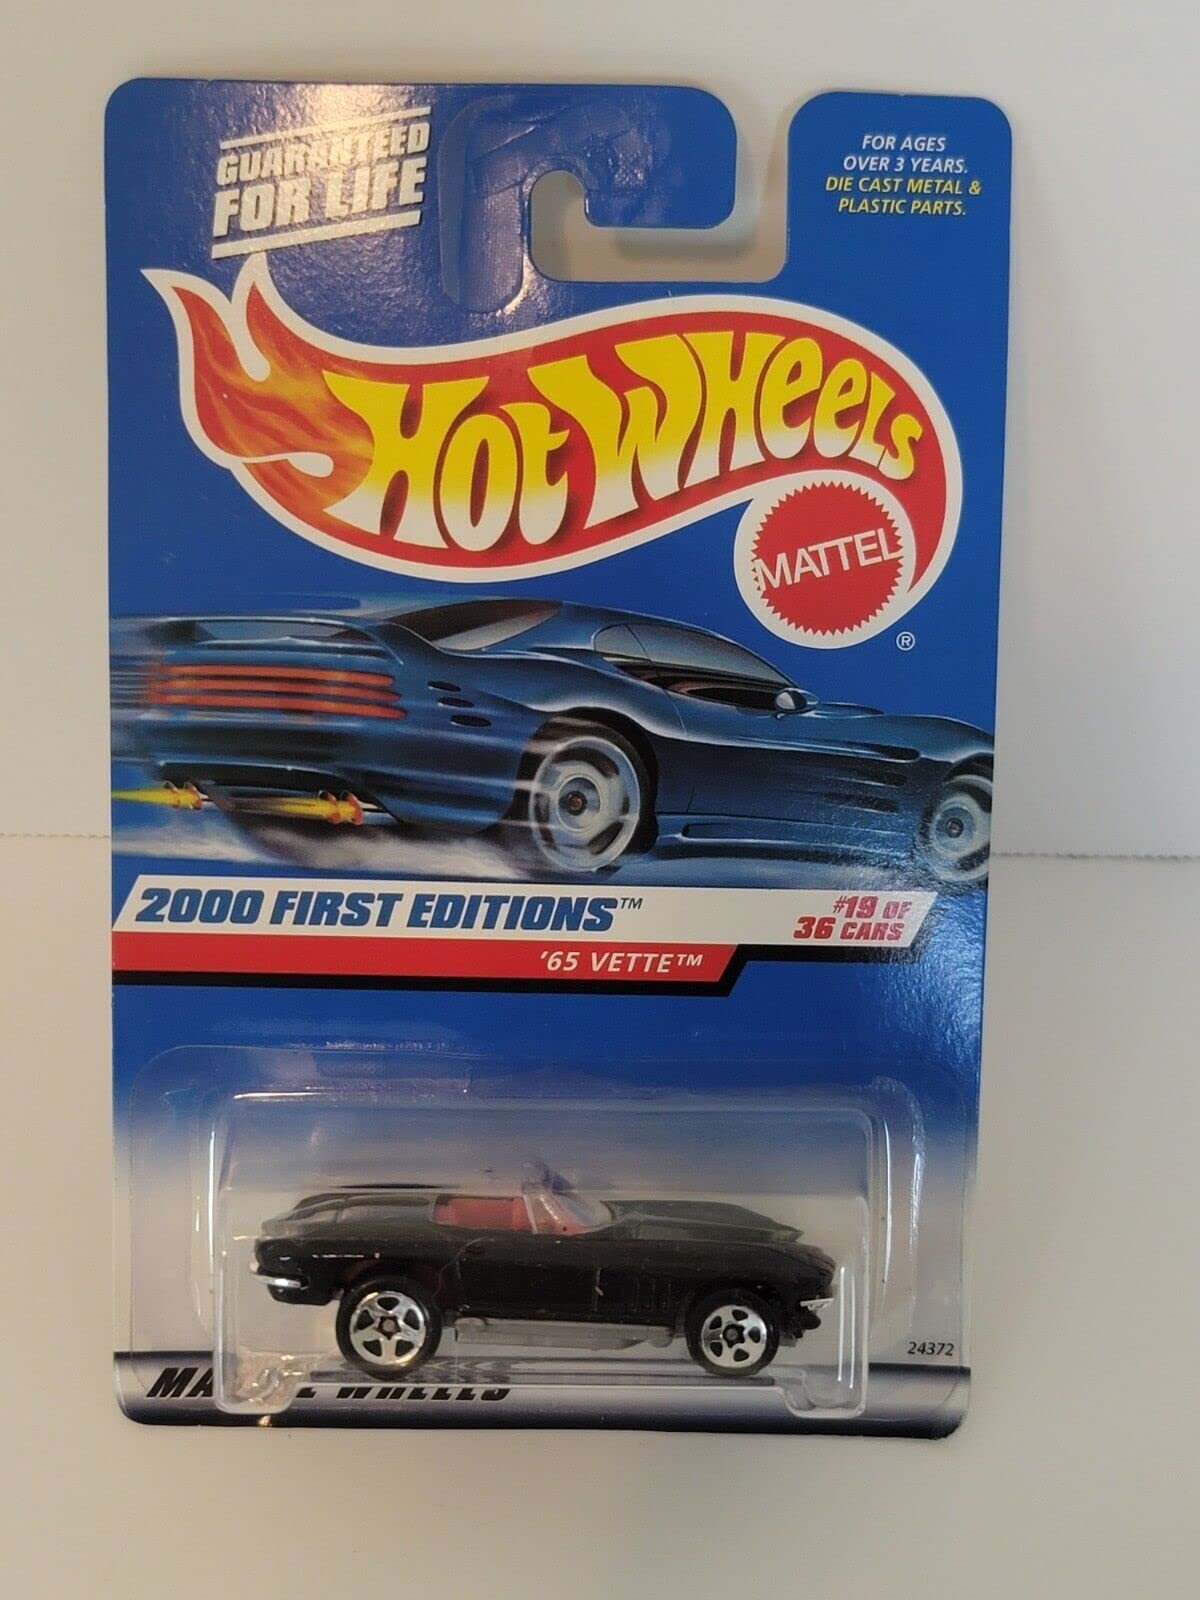 GUARANTEED
FOR LIFE
FOR AGES
OVER 3 YEARS.
DIE CAST METAL &
PLASTIC PARTS.
HOT WHEELS
MATTEL
®
2000 FIRST EDITIONS™
#19 OF
36 CARS
'65 VETTE™
24372
WHEELS